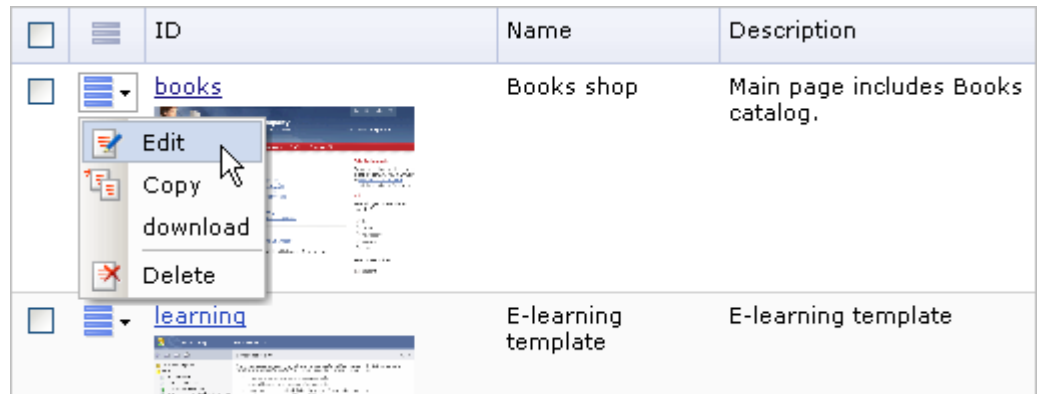 ID Name Description
books Books shop Main page includes Books
catalog.
Edit
Copy
download
Delete
learning E-learning E-learning template
template